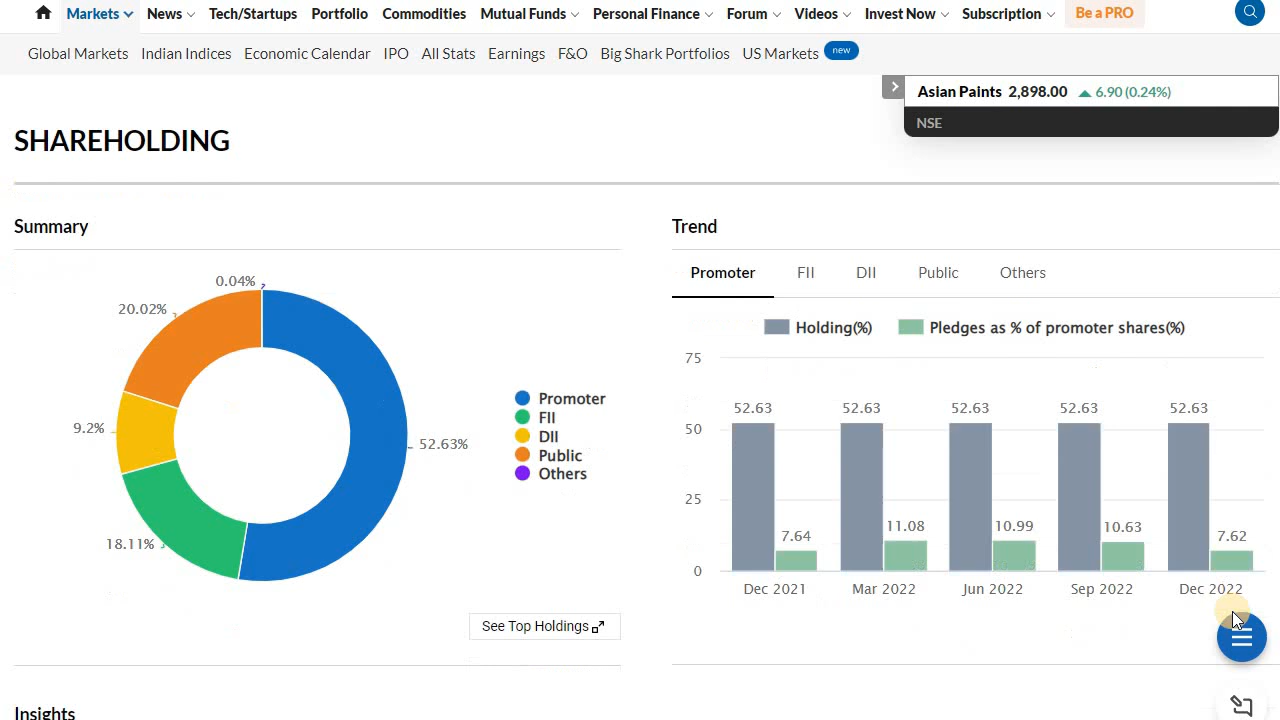 Markets News Tech/Startups Portfolio Commodities Mutual Funds Personal Finance Forum Videos Invest Now Subscription Be a PRO
Global Markets Indian Indices Economic Calendar IPO All Stats Earnings F&O Big Shark Portfolios US Markets new
Asian Paints 2,898.00 6.90 (0.24%)
NSE
SHAREHOLDING
Summary
0.04%
20.02%
9.2%
52.63%
18.11%
Promoter
FII
DII
Public
Others
See Top Holdings
Trend
Promoter FII DII Public Others
Holding(%) Pledges as % of promoter shares(%)
75
50
25
0
52.63 52.63 52.63 52.63 52.63
7.64 11.08 10.99 10.63 7.62
Dec 2021 Mar 2022 Jun 2022 Sep 2022 Dec 2022
Insights